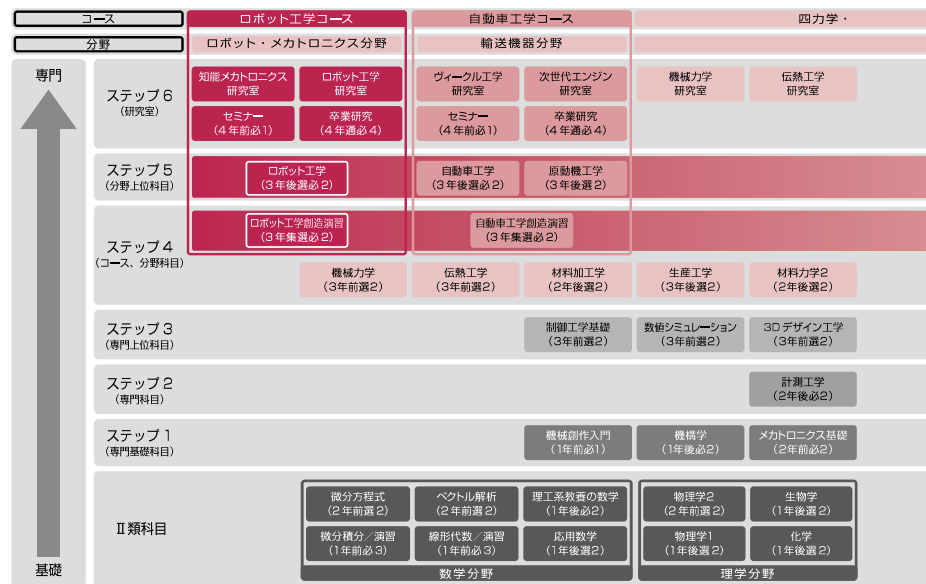 コース
ロボット工学コース
自動車工学コース
四力学・
分野
ロボット・メカトロニクス分野
輸送機器分野
専門
ステップ6
(研究室)
知能メカトロニクス
研究室
ロボット工学
研究室
ヴィークル工学
研究室
次世代エンジン
研究室
機械力学
研究室
伝熱工学
研究室
セミナー
(4年前必1)
卒業研究
(4年通必4)
セミナー
(4年前必1)
卒業研究
(4年通必4)
ステップ5
(分野上位科目)
ロボット工学
(3年後選必2)
自動車工学
(3年後選必2)
原動機工学
(3年後選2)
ステップ4
(コース、分野科目)
ロボット工学創造演習
(3年集選必2)
自動車工学創造演習
(3年集選必2)
機械力学
(3年前選2)
伝熱工学
(3年前選2)
材料加工学
(2年後選2)
生産工学
(3年後選2)
材料力学2
(2年後選2)
ステップ3
(専門上位科目)
制御工学基礎
(3年前選2)
数値シミュレーション
(3年前選2)
3Dデザイン工学
(3年前選2)
ステップ2
(専門科目)
計測工学
(2年後必2)
ステップ1
(専門基礎科目)
機械創作入門
(1年前必1)
機構学
(1年後必2)
メカトロニクス基礎
(2年前必2)
Ⅱ類科目
微分方程式
(2年前選2)
ベクトル解析
(2年前選2)
理工系教養の数学
(1年後必2)
物理学2
(2年前選2)
生物学
(1年後選2)
微分積分／演習
(1年前必3)
線形代数／演習
(1年前必3)
応用数学
(1年後選2)
物理学1
(1年後選2)
化学
(1年後選2)
数学分野
理学分野
基礎